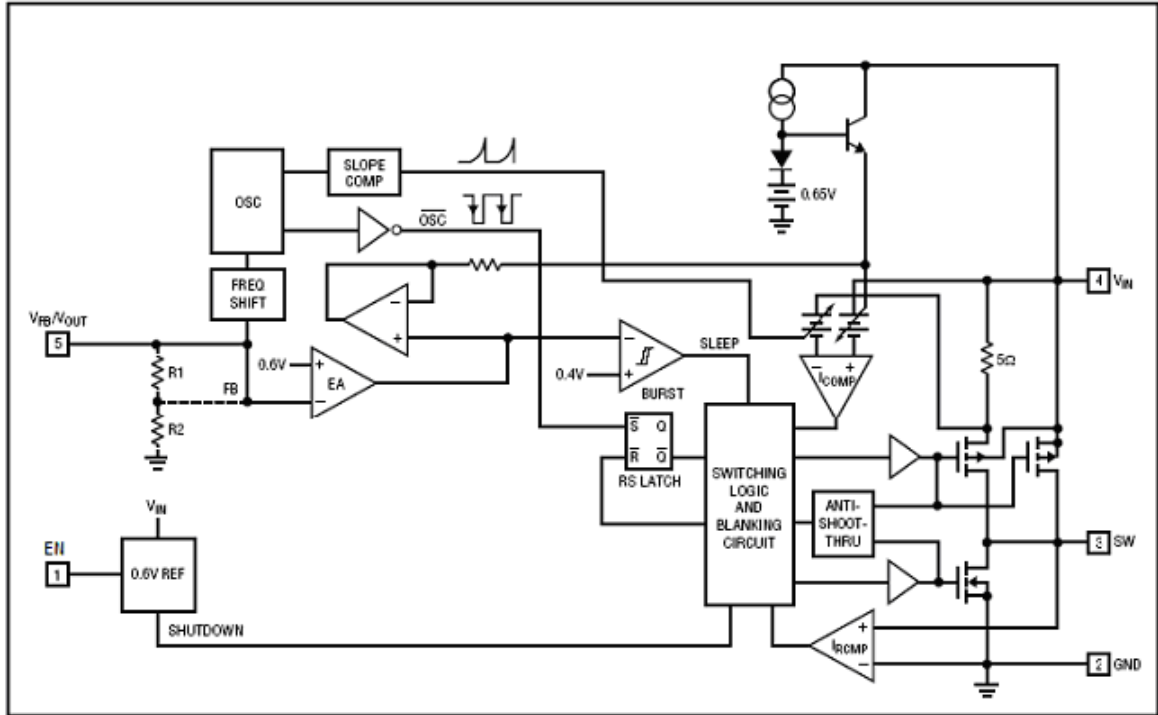 OSC
SLOPE
COMP
OSC
FREQ
SHIFT
VFB/VOUT
5
R1
FB
R2
0.6V
EA
0.4V
BURST
SLEEP
0.65V
4
VIN
5Ω
ICOMP
S Q
R Q
RS LATCH
SWITCHING
LOGIC
AND
BLANKING
CIRCUIT
ANTI-
SHOOT-
THRU
3
SW
VIN
EN
1
0.6V REF
SHUTDOWN
IRCMP
2
GND